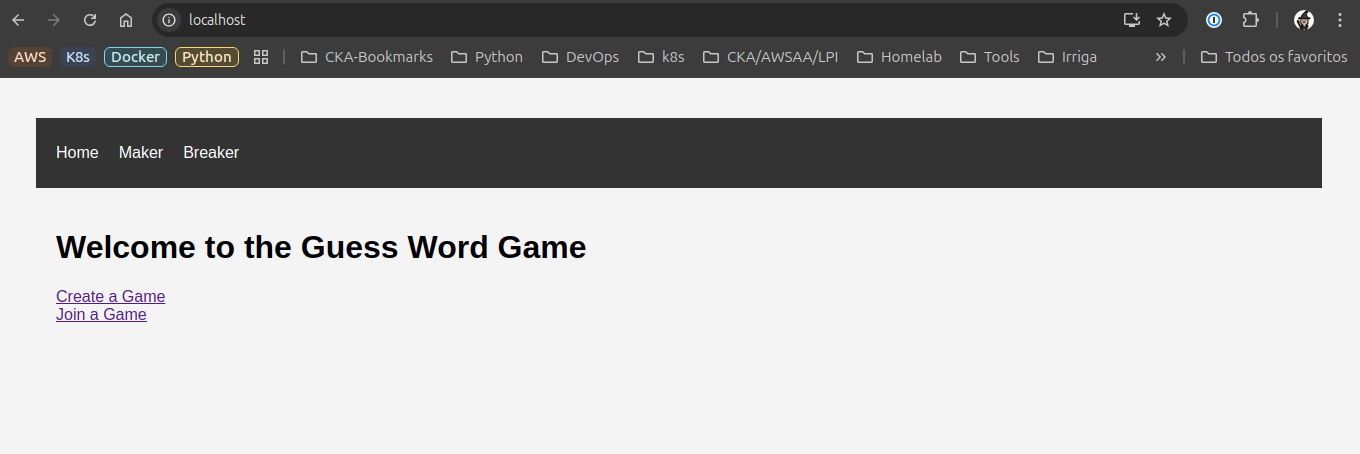 localhost
AWS K8s Docker Python CKA-Bookmarks Python DevOps k8s CKA/AWSAA/LPI Homelab Tools Irriga » Todos os favoritos
Home Maker Breaker
Welcome to the Guess Word Game
Create a Game
Join a Game